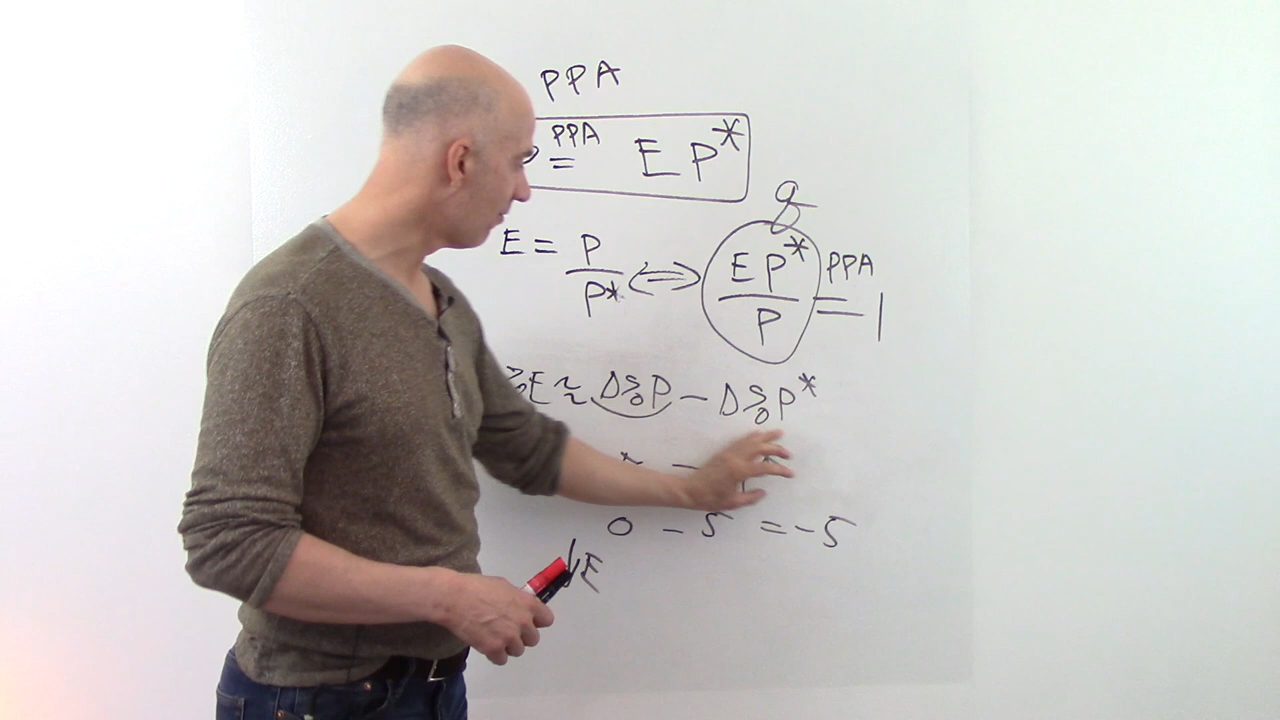 PPA
PPA
= E P*
q
E = P / P* ⟺ E P* / P PPA = 1
%E ≈ Δ%P − Δ%P*
0 − 5 = −5
↓E